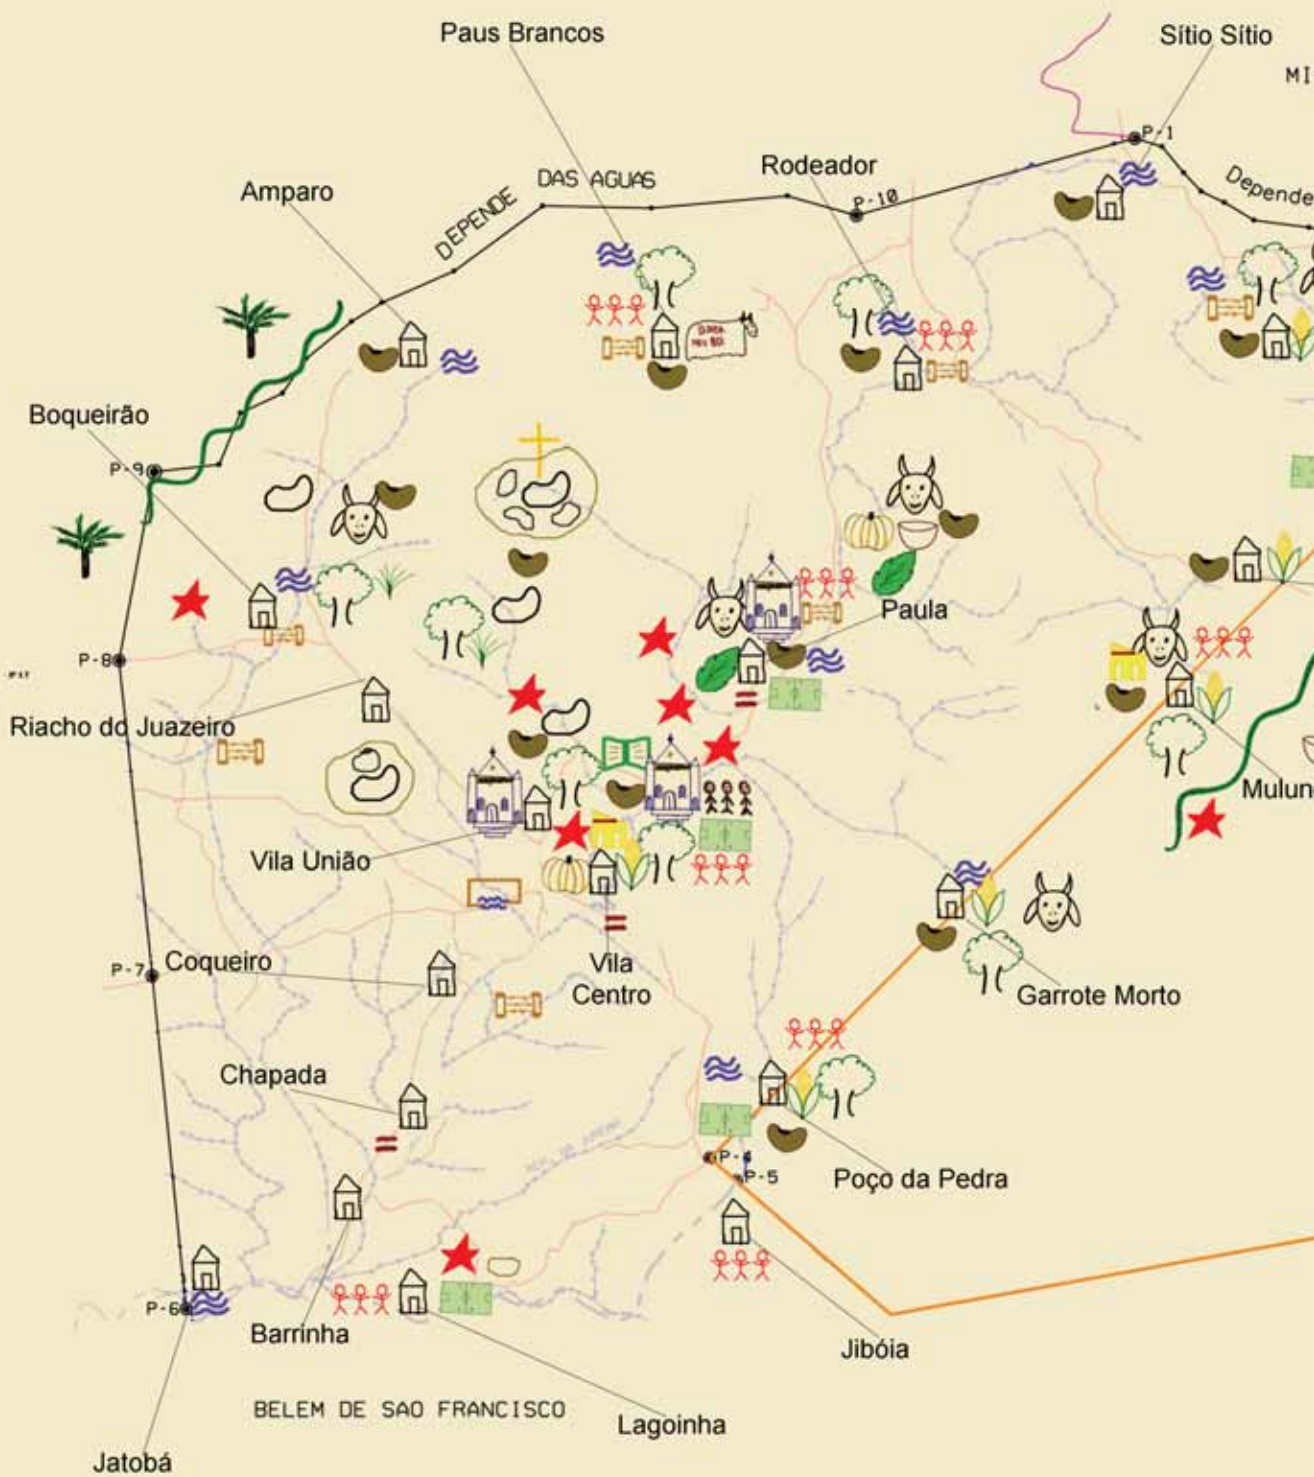 Paus Brancos
Sítio Sítio
MI
P-1
Rodeador
DEPENDE DAS AGUAS
Amparo
P-10
Depende
Boqueirão
P-9
Paula
P-8
Riacho do Juazeiro
Mulun
Vila União
P-7
Coqueiro
Vila
Centro
Garrote Morto
Chapada
P-4
P-5
Poço da Pedra
P-6
Barrinha
Jibóia
BELEM DE SAO FRANCISCO
Lagoinha
Jatobá